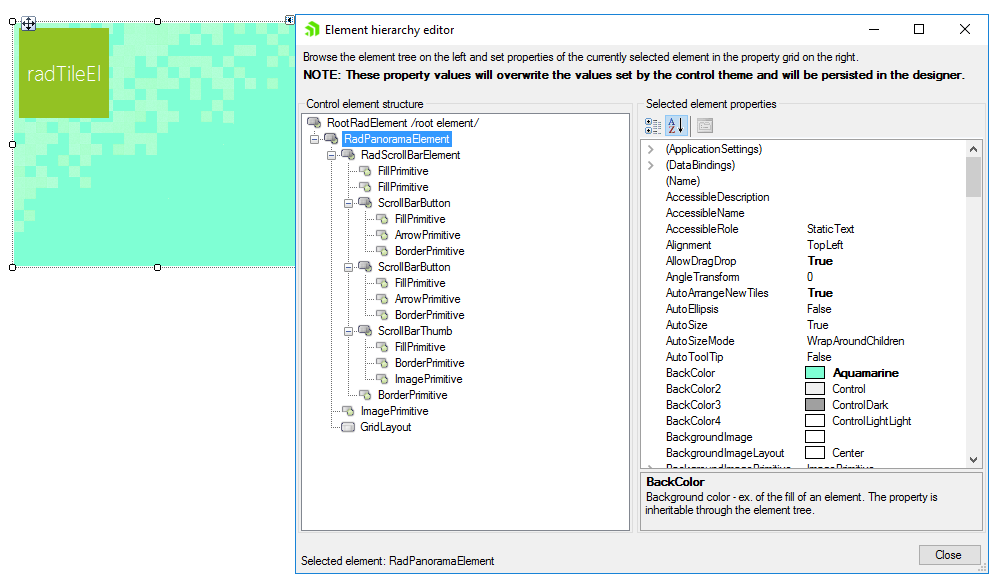 radTileEl
Element hierarchy editor
Browse the element tree on the left and set properties of the currently selected element in the property grid on the right.
NOTE: These property values will overwrite the values set by the control theme and will be persisted in the designer.
Control element structure
RootRadElement /root element/
RadPanoramaElement
RadScrollBarElement
FillPrimitive
FillPrimitive
ScrollBarButton
FillPrimitive
ArrowPrimitive
BorderPrimitive
ScrollBarButton
FillPrimitive
ArrowPrimitive
BorderPrimitive
ScrollBarThumb
FillPrimitive
BorderPrimitive
ImagePrimitive
BorderPrimitive
ImagePrimitive
GridLayout
Selected element properties
(ApplicationSettings)
(DataBindings)
(Name)
AccessibleDescription
AccessibleName
AccessibleRole StaticText
Alignment TopLeft
AllowDragDrop True
AngleTransform 0
AutoArrangeNewTiles True
AutoEllipsis False
AutoSize True
AutoSizeMode WrapAroundChildren
AutoToolTip False
BackColor Aquamarine
BackColor2 Control
BackColor3 ControlDark
BackColor4 ControlLightLight
BackgroundImage
BackgroundImageLayout Center
BackgroundImagePrimitive ImagePrimitive
BackColor
Background color - ex. of the fill of an element. The property is
inheritable through the element tree.
Selected element: RadPanoramaElement
Close